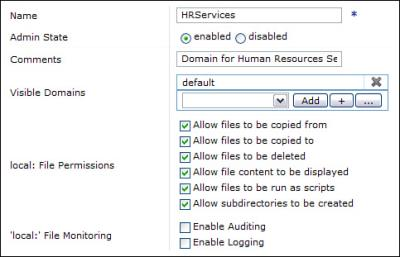 Name HRServices *
Admin State enabled disabled
Comments Domain for Human Resources Se
Visible Domains default
Add + ...
local: File Permissions
Allow files to be copied from
Allow files to be copied to
Allow files to be deleted
Allow file content to be displayed
Allow files to be run as scripts
Allow subdirectories to be created
'local:' File Monitoring
Enable Auditing
Enable Logging